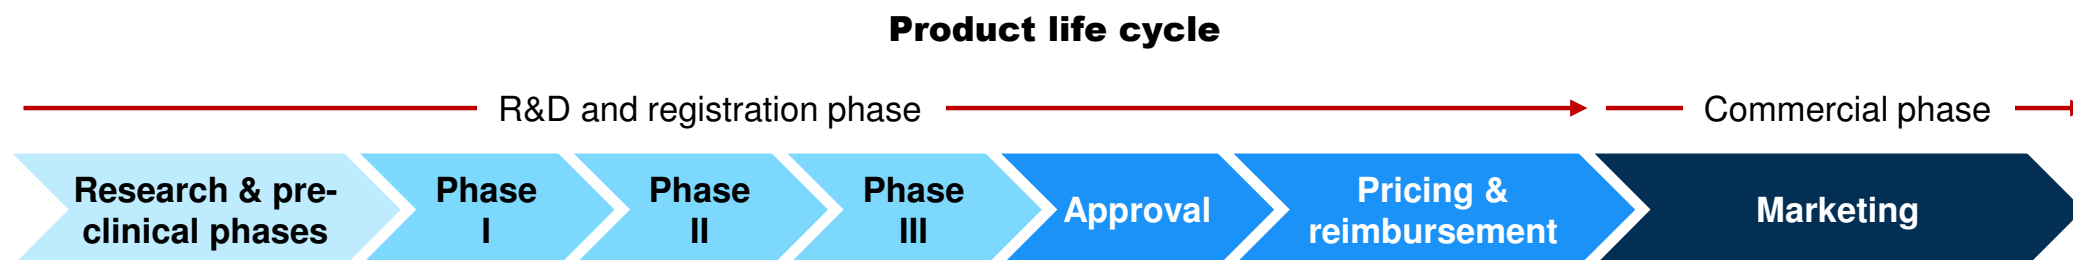 Product life cycle
R&D and registration phase
Commercial phase
Research & pre-
clinical phases
Phase
I
Phase
II
Phase
III
Approval
Pricing &
reimbursement
Marketing